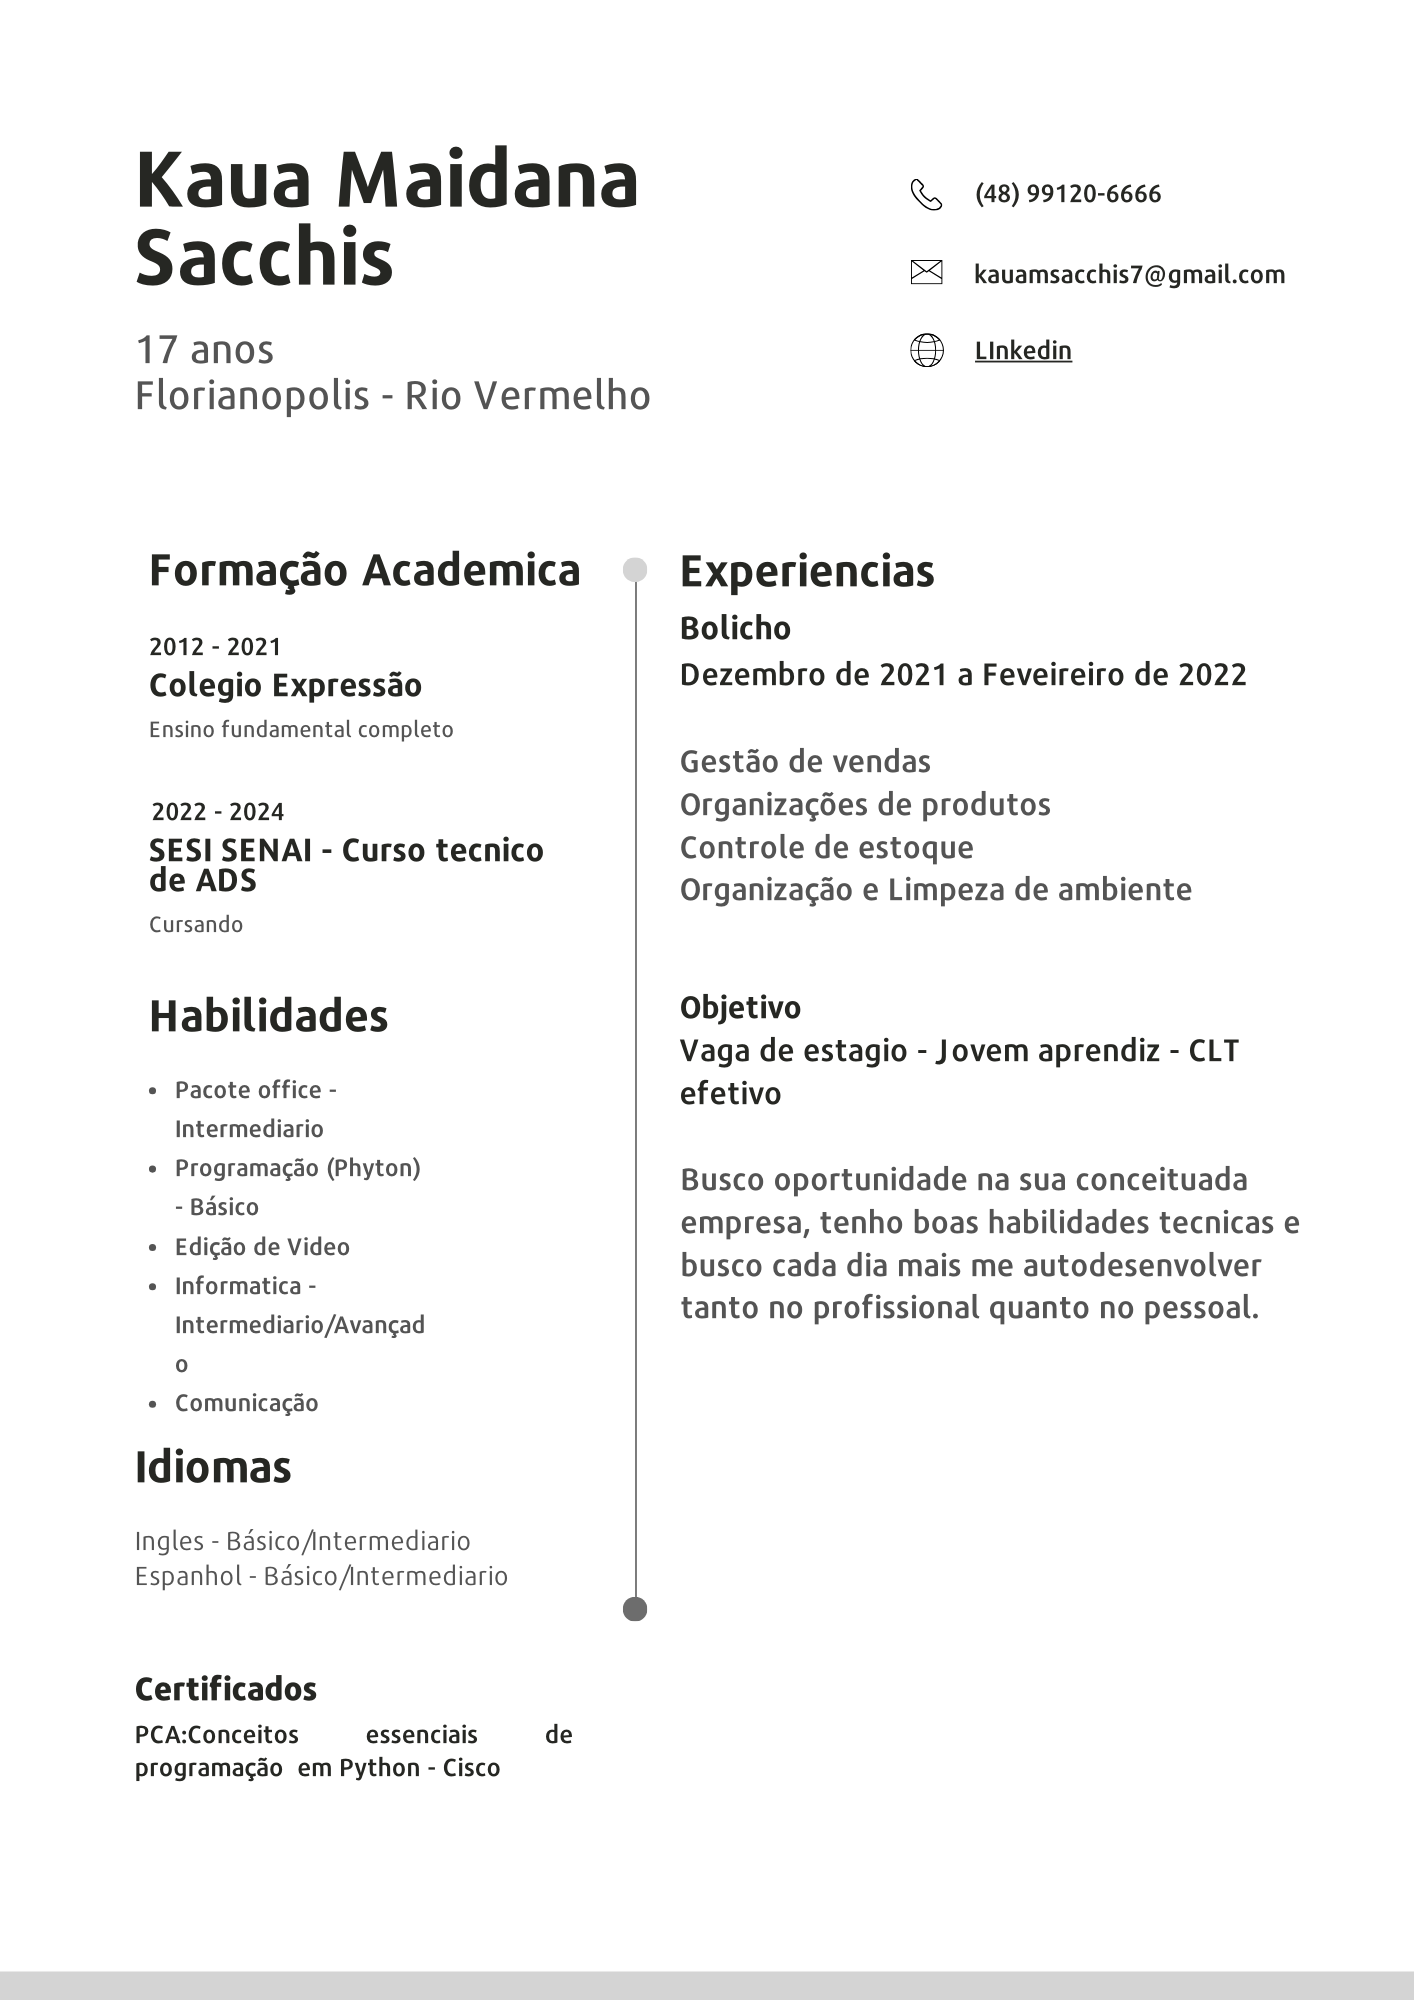 Kaua Maidana
Sacchis
17 anos
Florianopolis - Rio Vermelho
(48) 99120-6666
kauamsacchis7@gmail.com
LInkedin
Formação Academica
2012 - 2021
Colegio Expressão
Ensino fundamental completo
2022 - 2024
SESI SENAI - Curso tecnico
de ADS
Cursando
Habilidades
• Pacote office -
Intermediario
• Programação (Phyton)
- Básico
• Edição de Video
• Informatica -
Intermediario/Avançad
o
• Comunicação
Idiomas
Ingles - Básico/Intermediario
Espanhol - Básico/Intermediario
Certificados
PCA:Conceitos essenciais de
programação em Python - Cisco
Experiencias
Bolicho
Dezembro de 2021 a Feveireiro de 2022
Gestão de vendas
Organizações de produtos
Controle de estoque
Organização e Limpeza de ambiente
Objetivo
Vaga de estagio - Jovem aprendiz - CLT
efetivo
Busco oportunidade na sua conceituada
empresa, tenho boas habilidades tecnicas e
busco cada dia mais me autodesenvolver
tanto no profissional quanto no pessoal.